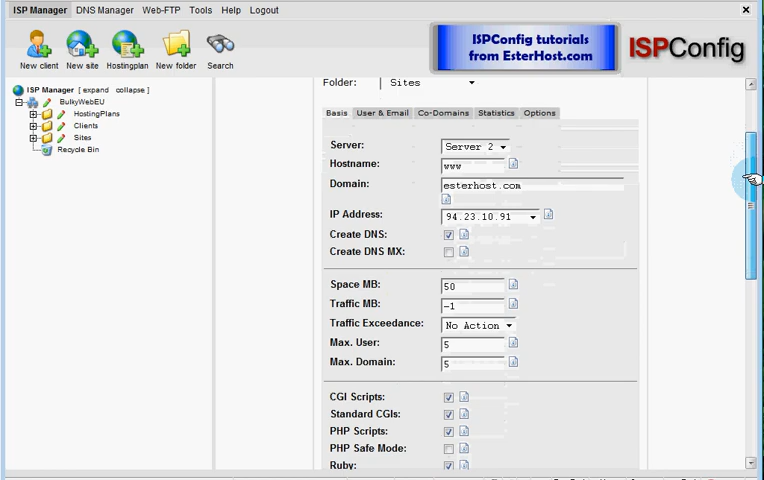 ISP Manager DNS Manager Web-FTP Tools Help Logout
New client New site Hostingplan New folder Search
ISPConfig tutorials
from EsterHost.com
ISPConfig
ISP Manager [ expand collapse ]
BulkyWebEU
HostingPlans
Clients
Sites
Recycle Bin
Folder: Sites
Basis User & Email Co-Domains Statistics Options
Server: Server 2
Hostname: www
Domain: esterhost.com
IP Address: 94.23.10.91
Create DNS:
Create DNS MX:
Space MB: 50
Traffic MB: -1
Traffic Exceedance: No Action
Max. User: 5
Max. Domain: 5
CGI Scripts:
Standard CGIs:
PHP Scripts:
PHP Safe Mode:
Ruby: